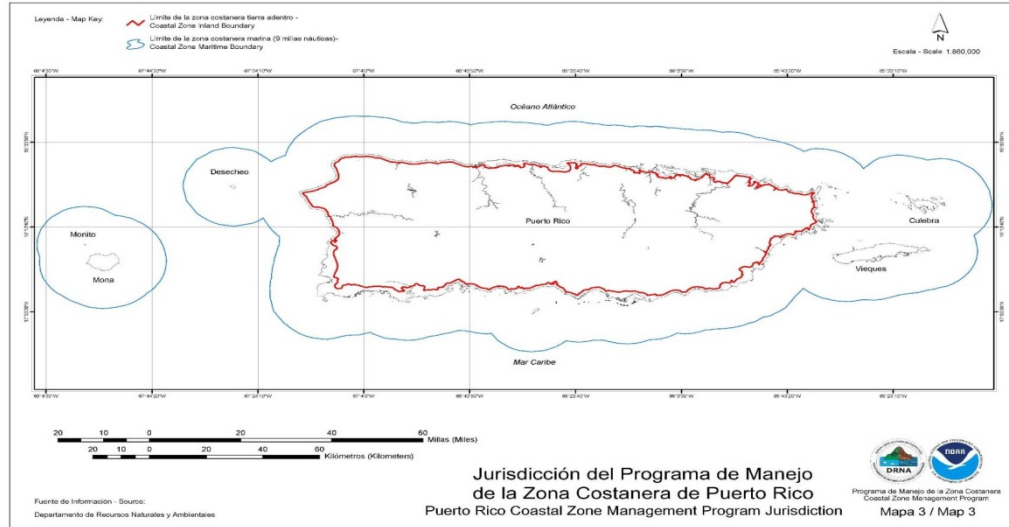 Leyenda - Map Key:
Límite de la zona costanera tierra adentro -
Coastal Zone Inland Boundary
Límite de la zona costanera marina (9 millas náuticas)-
Coastal Zone Maritime Boundary
N
Escala - Scale 1:860,000
Océano Atlántico
Desecheo
Puerto Rico
Culebra
Monito
Mona
Vieques
Mar Caribe
20 10 0 20 40 60 Millas (Miles)
20 10 0 20 40 60 Kilómetros (Kilometers)
Jurisdicción del Programa de Manejo
de la Zona Costanera de Puerto Rico
Puerto Rico Coastal Zone Management Program Jurisdiction
DRNA
NOAA
Programa de Manejo de la Zona Costanera
Coastal Zone Management Program
Mapa 3 / Map 3
Fuente de Información - Source:
Departamento de Recursos Naturales y Ambientales